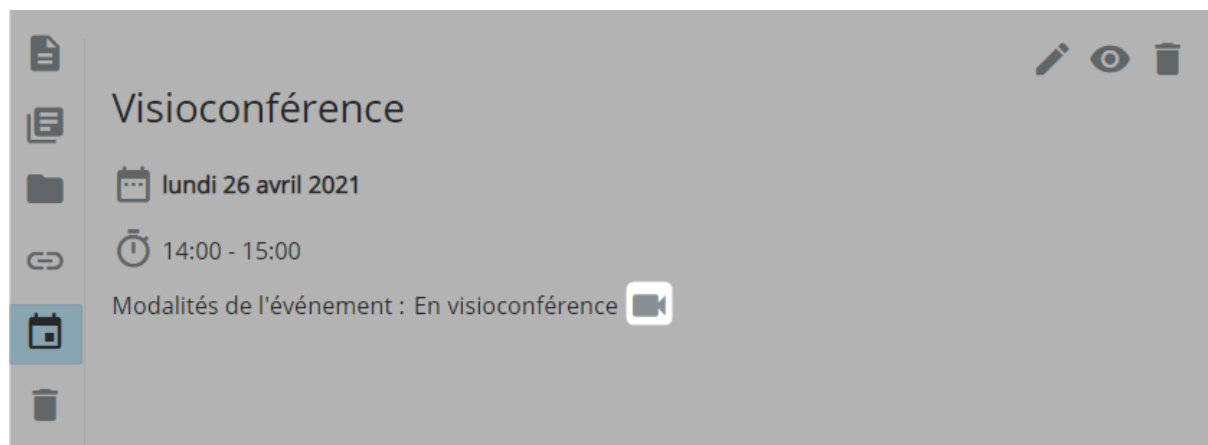 Visioconférence
lundi 26 avril 2021
14:00 - 15:00
Modalités de l'événement : En visioconférence